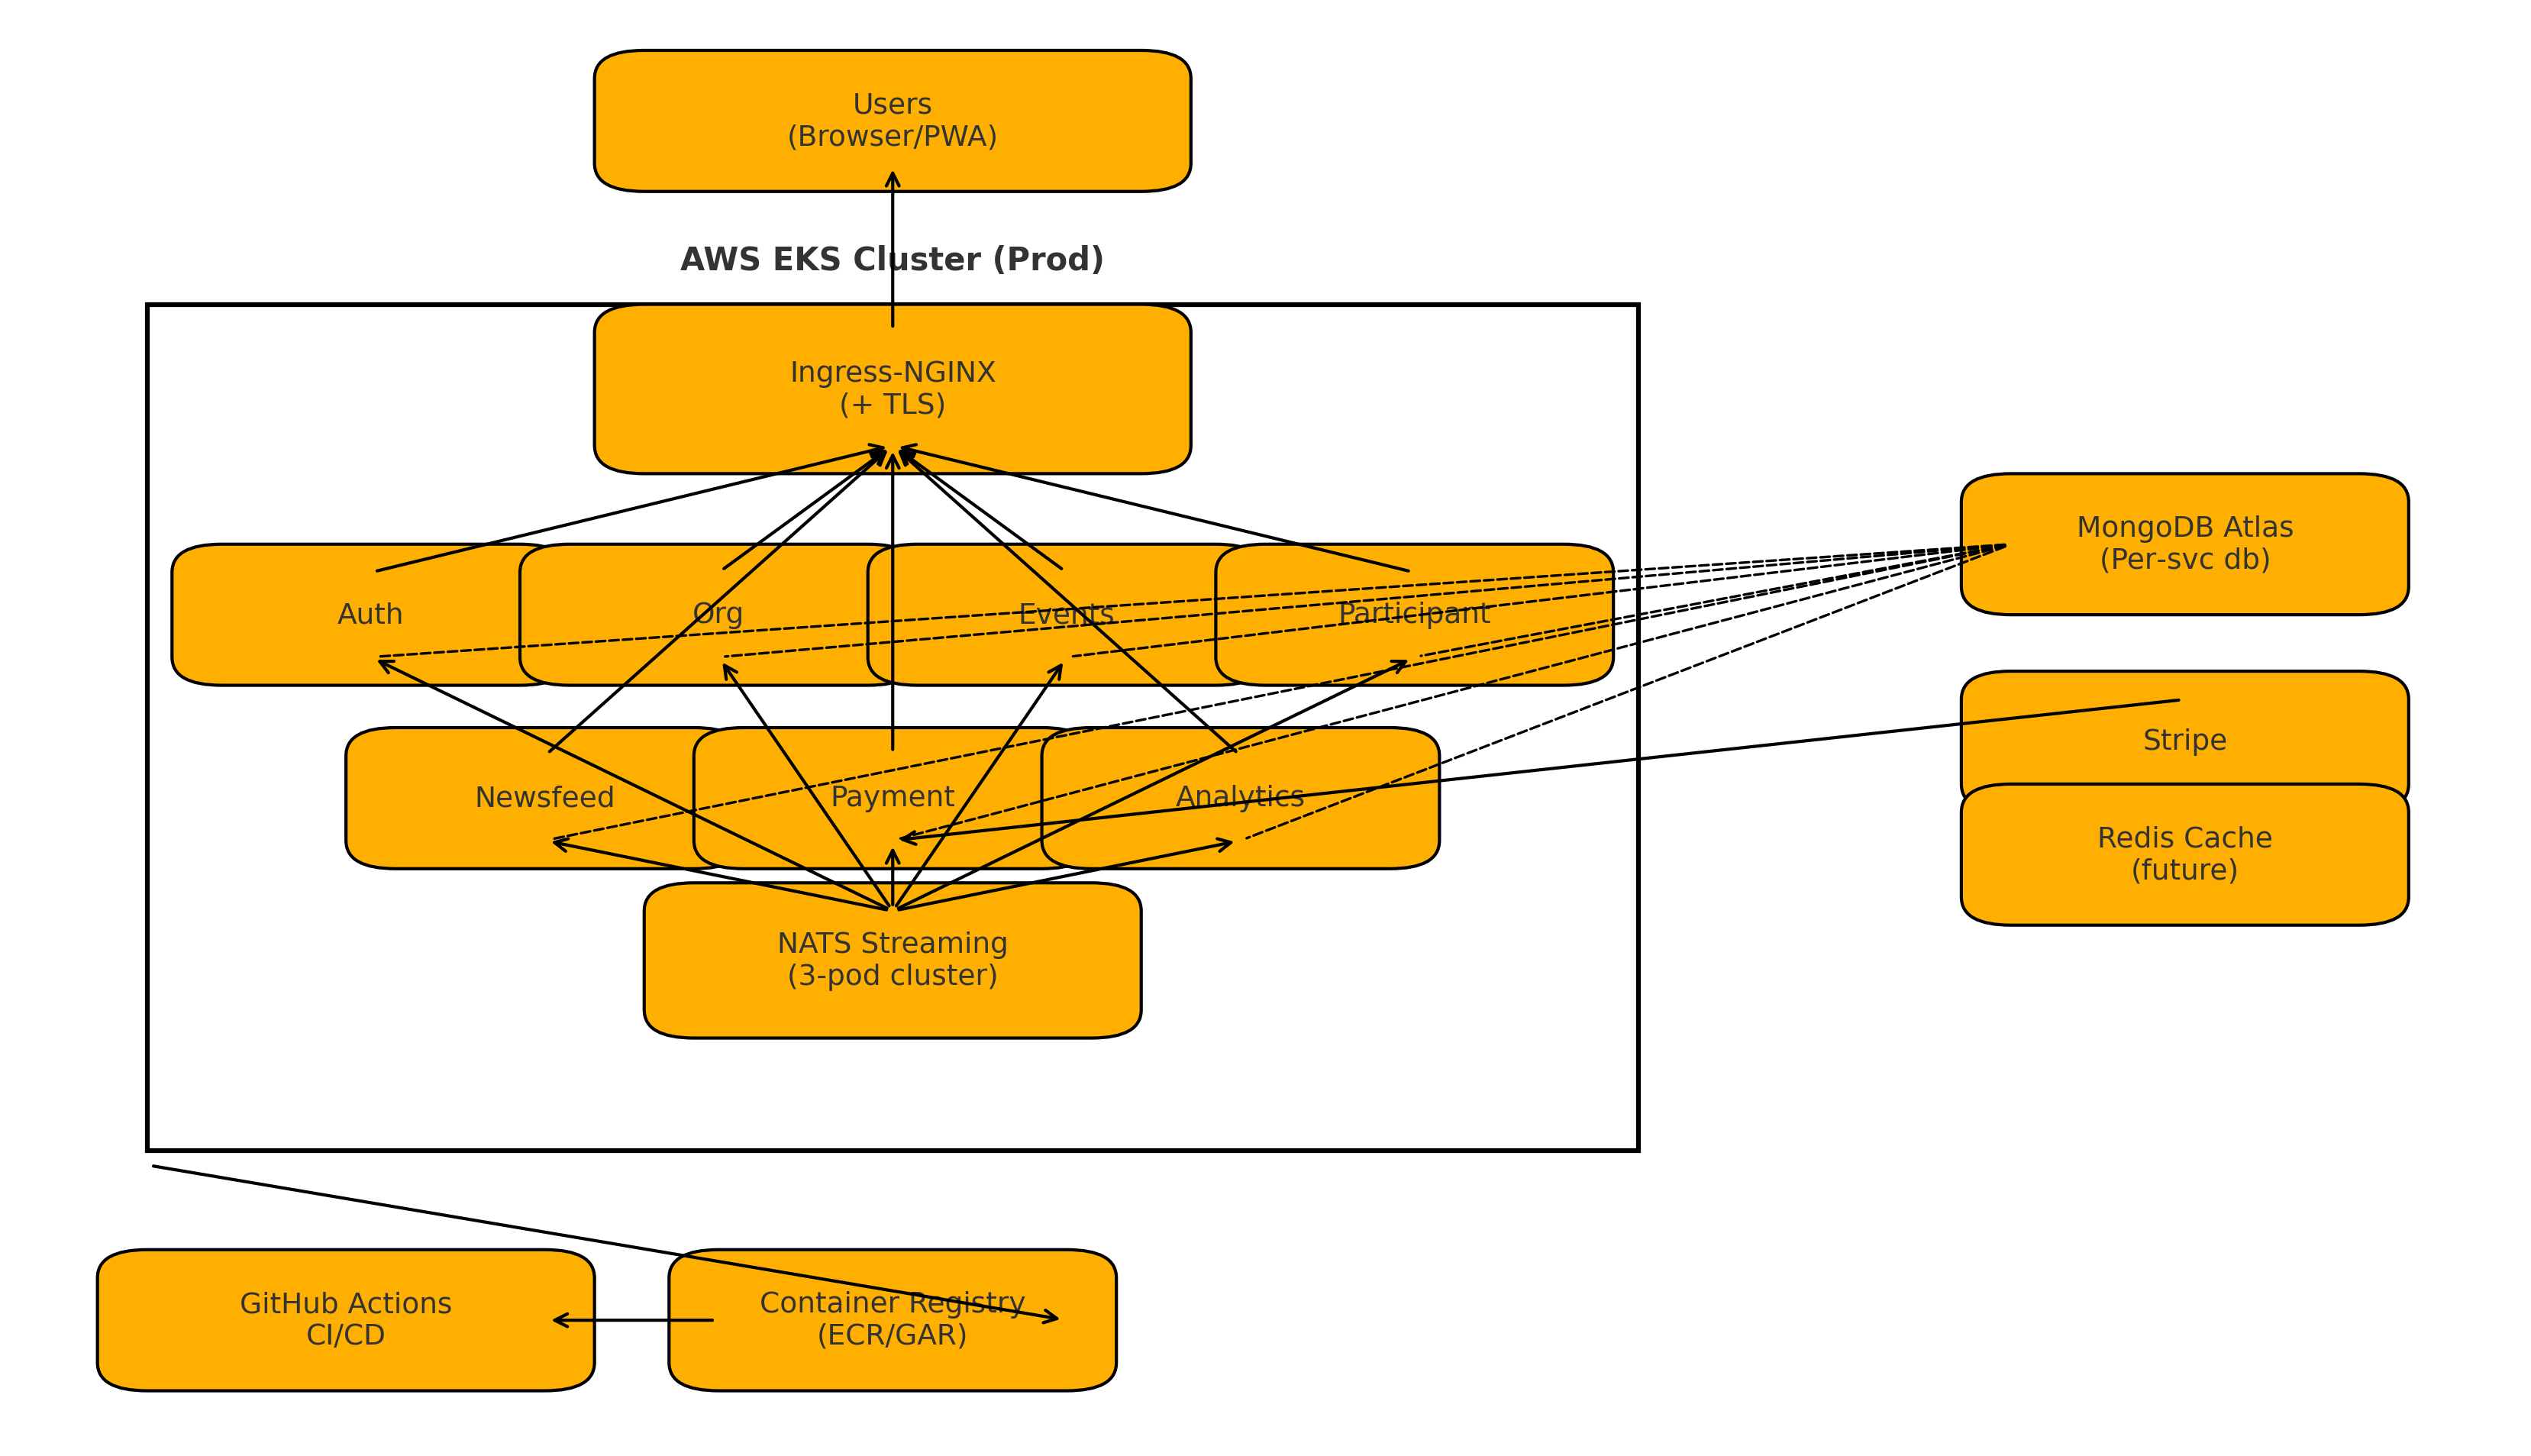 Users
(Browser/PWA)
AWS EKS Cluster (Prod)
Ingress-NGINX
(+ TLS)
MongoDB Atlas
(Per-svc db)
Auth
Org
Events
Participant
Stripe
Newsfeed
Payment
Analytics
Redis Cache
(future)
NATS Streaming
(3-pod cluster)
GitHub Actions
CI/CD
Container Registry
(ECR/GAR)